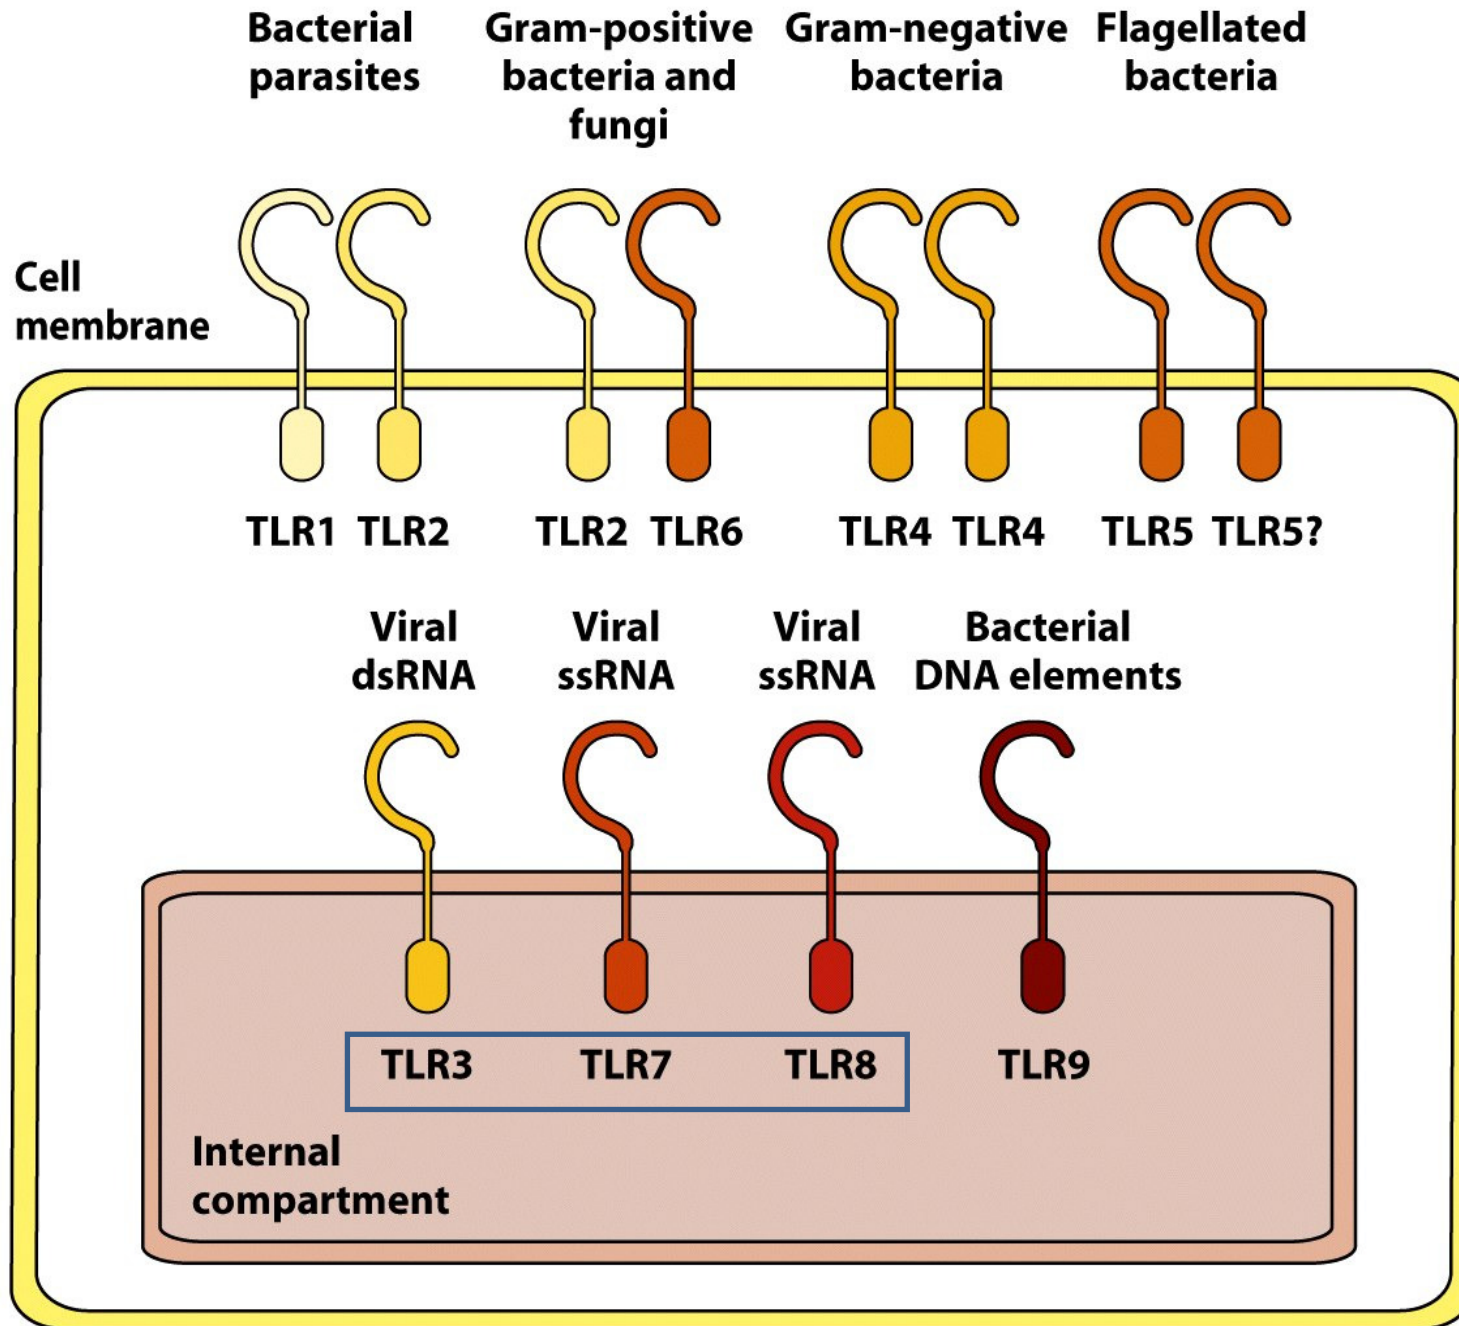 Bacterial
parasites
Gram-positive
bacteria and
fungi
Gram-negative
bacteria
Flagellated
bacteria
Cell
membrane
TLR1 TLR2 TLR2 TLR6 TLR4 TLR4 TLR5 TLR5?
Viral
dsRNA
Viral
ssRNA
Viral
ssRNA
Bacterial
DNA elements
TLR3 TLR7 TLR8 TLR9
Internal
compartment